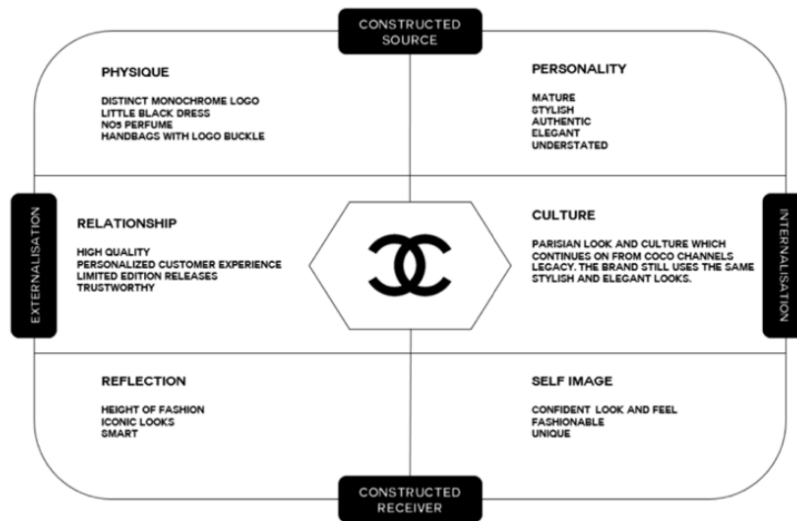 CONSTRUCTED
SOURCE
PHYSIQUE
DISTINCT MONOCHROME LOGO
LITTLE BLACK DRESS
NO5 PERFUME
HANDBAGS WITH LOGO BUCKLE
PERSONALITY
MATURE
STYLISH
AUTHENTIC
ELEGANT
UNDERSTATED
EXTERNALISATION
RELATIONSHIP
HIGH QUALITY
PERSONALIZED CUSTOMER EXPERIENCE
LIMITED EDITION RELEASES
TRUSTWORTHY
CULTURE
PARISIAN LOOK AND CULTURE WHICH
CONTINUES ON FROM COCO CHANELS
LEGACY. THE BRAND STILL USES THE SAME
STYLISH AND ELEGANT LOOKS.
INTERNALISATION
REFLECTION
HEIGHT OF FASHION
ICONIC LOOKS
SMART
SELF IMAGE
CONFIDENT LOOK AND FEEL
FASHIONABLE
UNIQUE
CONSTRUCTED
RECEIVER